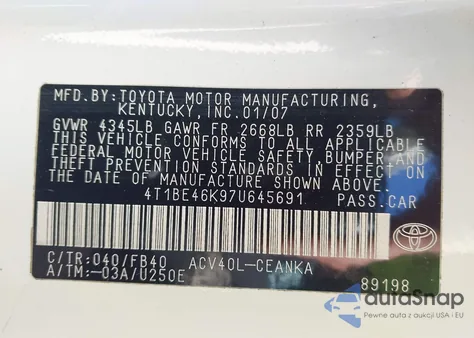 MFD.BY:TOYOTA MOTOR MANUFACTURING,
KENTUCKY,INC.01/07
GVWR 4345LB GAWR FR 2668LB RR 2359LB
THIS VEHICLE CONFORMS TO ALL APPLICABLE
FEDERAL MOTOR VEHICLE SAFETY,BUMPER,AND
THEFT PREVENTION STANDARDS IN EFFECT ON
THE DATE OF MANUFACTURE SHOWN ABOVE.
4T1BE46K97U645691 PASS.CAR
C/TR:040/FB40 ACV40L-CEANKA
A/TM:-03A/U250E 89198
autoSnap
Pewne auta z aukcji USA i EU